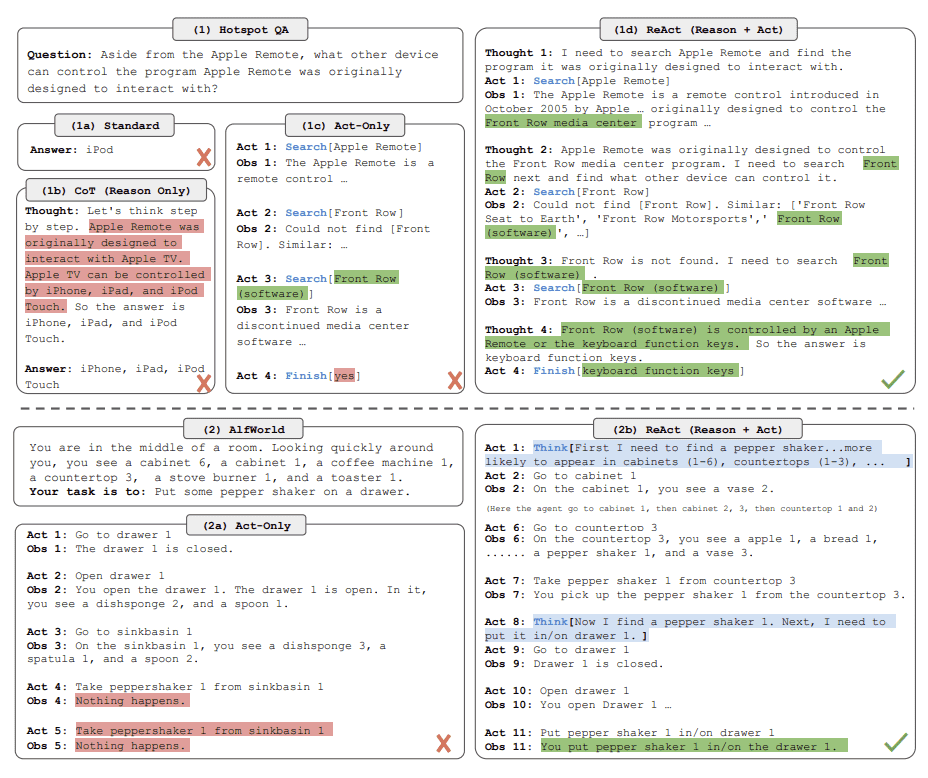 (1) Hotspot QA
Question: Aside from the Apple Remote, what other device
can control the program Apple Remote was originally
designed to interact with?
(1a) Standard
Answer: iPod
(1b) CoT (Reason Only)
Thought: Let's think step
by step. Apple Remote was
originally designed to
interact with Apple TV.
Apple TV can be controlled
by iPhone, iPad, and iPod
Touch. So the answer is
iPhone, iPad, and iPod
Touch.
Answer: iPhone, iPad, iPod
Touch
(1c) Act-Only
Act 1: Search[Apple Remote]
Obs 1: The Apple Remote is a
remote control …
Act 2: Search[Front Row]
Obs 2: Could not find [Front
Row]. Similar: …
Act 3: Search[Front Row
(software)]
Obs 3: Front Row is a
discontinued media center
software …
Act 4: Finish[yes]
(1d) ReAct (Reason + Act)
Thought 1: I need to search Apple Remote and find the
program it was originally designed to interact with.
Act 1: Search[Apple Remote]
Obs 1: The Apple Remote is a remote control introduced in
October 2005 by Apple … originally designed to control the
Front Row media center program …
Thought 2: Apple Remote was originally designed to control
the Front Row media center program. I need to search Front
Row next and find what other device can control it.
Act 2: Search[Front Row]
Obs 2: Could not find [Front Row]. Similar: ['Front Row
Seat to Earth', 'Front Row Motorsports',' Front Row
(software)', …]
Thought 3: Front Row is not found. I need to search Front
Row (software) .
Act 3: Search[Front Row (software)]
Obs 3: Front Row is a discontinued media center software …
Thought 4: Front Row (software) is controlled by an Apple
Remote or the keyboard function keys. So the answer is
keyboard function keys.
Act 4: Finish[keyboard function keys]
(2) AlfWorld
You are in the middle of a room. Looking quickly around
you, you see a cabinet 6, a cabinet 1, a coffee machine 1,
a countertop 3, a stove burner 1, and a toaster 1.
Your task is to: Put some pepper shaker on a drawer.
(2a) Act-Only
Act 1: Go to drawer 1
Obs 1: The drawer 1 is closed.
Act 2: Open drawer 1
Obs 2: You open the drawer 1. The drawer 1 is open. In it,
you see a dishsponge 2, and a spoon 1.
Act 3: Go to sinkbasin 1
Obs 3: On the sinkbasin 1, you see a dishsponge 3, a
spatula 1, and a spoon 2.
Act 4: Take peppershaker 1 from sinkbasin 1
Obs 4: Nothing happens.
Act 5: Take peppershaker 1 from sinkbasin 1
Obs 5: Nothing happens.
(2b) ReAct (Reason + Act)
Act 1: Think[First I need to find a pepper shaker...more
likely to appear in cabinets (1-6), countertops (1-3), ... ]
Act 2: Go to cabinet 1
Obs 2: On the cabinet 1, you see a vase 2.
(Here the agent go to cabinet 1, then cabinet 2, 3, then countertop 1 and 2)
Act 6: Go to countertop 3
Obs 6: On the countertop 3, you see a apple 1, a bread 1,
...... a pepper shaker 1, and a vase 3.
Act 7: Take pepper shaker 1 from countertop 3
Obs 7: You pick up the pepper shaker 1 from the countertop 3.
Act 8: Think[Now I find a pepper shaker 1. Next, I need to
put it in/on drawer 1. ]
Act 9: Go to drawer 1
Obs 9: Drawer 1 is closed.
Act 10: Open drawer 1
Obs 10: You open Drawer 1 …
Act 11: Put pepper shaker 1 in/on drawer 1
Obs 11: You put pepper shaker 1 in/on the drawer 1.